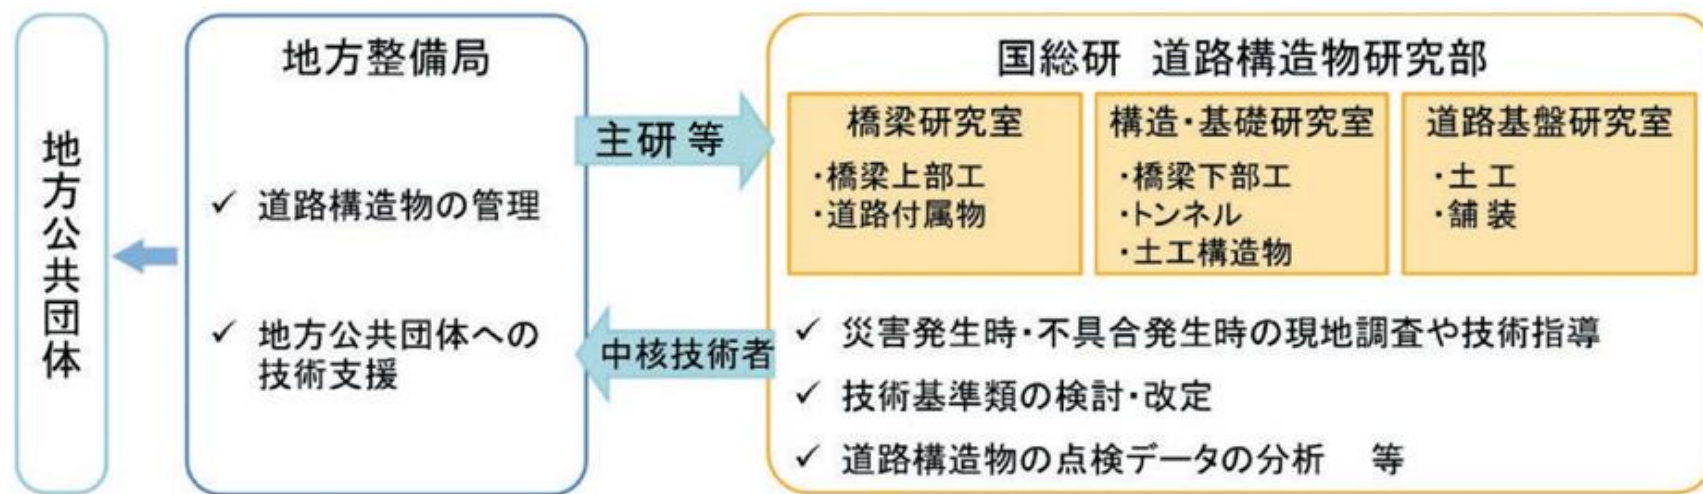 地方公共団体
地方整備局
✓ 道路構造物の管理
✓ 地方公共団体への
技術支援
主研 等
中核技術者
国総研 道路構造物研究部
橋梁研究室
・橋梁上部工
・道路付属物
構造・基礎研究室
・橋梁下部工
・トンネル
・土工構造物
道路基盤研究室
・土 工
・舗 装
✓ 災害発生時・不具合発生時の現地調査や技術指導
✓ 技術基準類の検討・改定
✓ 道路構造物の点検データの分析 等